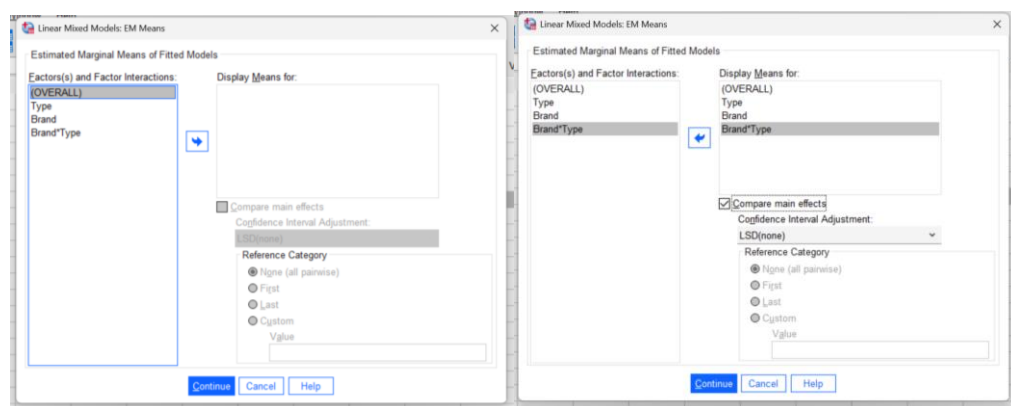 Linear Mixed Models: EM Means
Estimated Marginal Means of Fitted Models
Factors(s) and Factor Interactions:
(OVERALL)
Type
Brand
Brand*Type
Display Means for:
Compare main effects
Confidence Interval Adjustment:
LSD(none)
Reference Category
None (all pairwise)
First
Last
Custom
Value
Continue
Cancel
Help
Linear Mixed Models: EM Means
Estimated Marginal Means of Fitted Models
Factors(s) and Factor Interactions:
(OVERALL)
Type
Brand
Brand*Type
Display Means for:
(OVERALL)
Type
Brand
Brand*Type
Compare main effects
Confidence Interval Adjustment:
LSD(none)
Reference Category
None (all pairwise)
First
Last
Custom
Value
Continue
Cancel
Help